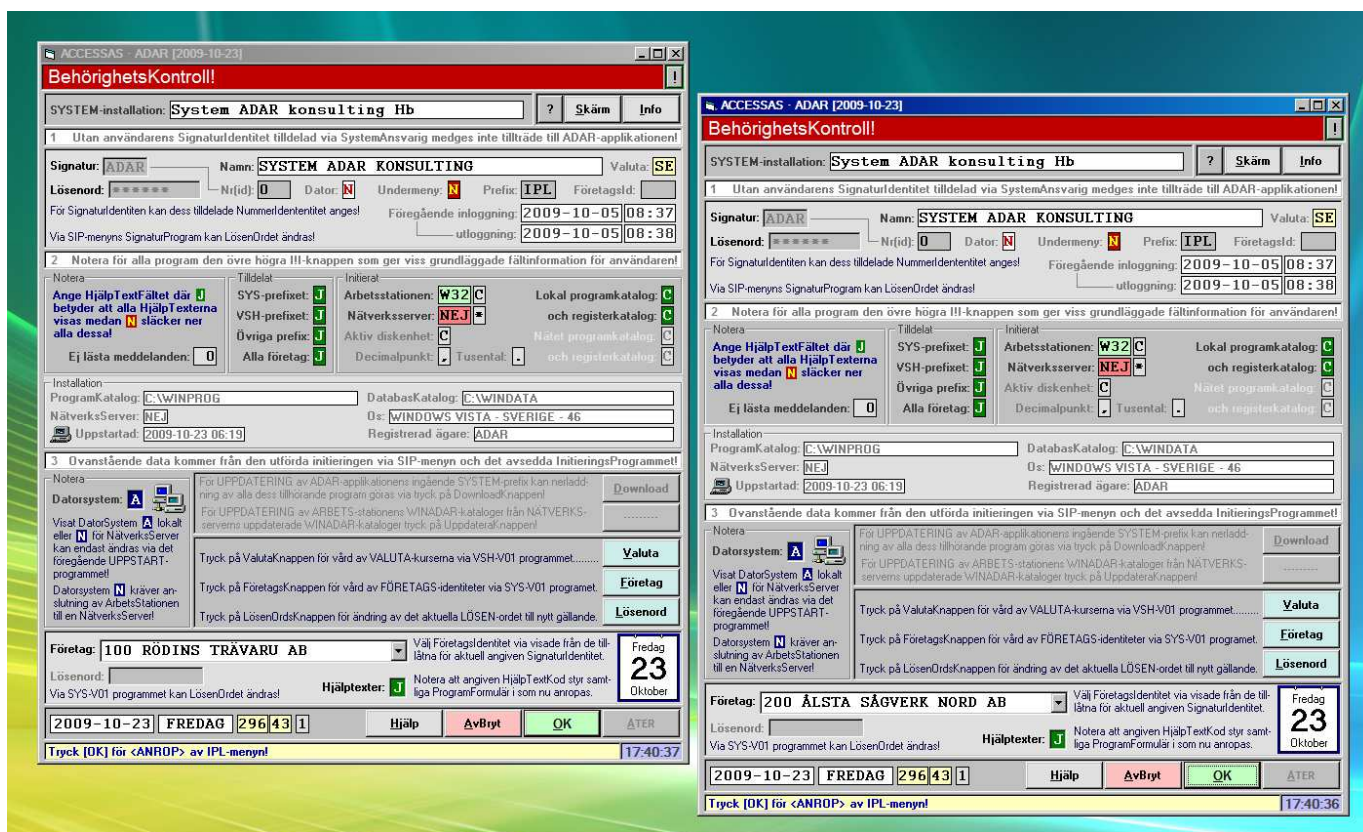 ACCESSAS - ADAR [2009-10-23]
BehörighetsKontroll!
!
SYSTEM-installation: System ADAR konsulting Hb ? Skärm Info
1 Utan användarens SignaturIdentitet tilldelad via SystemAnsvarig medges inte tillträde till ADAR-applikationen!
Signatur: ADAR Namn: SYSTEM ADAR KONSULTING Valuta: SE
Lösenord: ****** Nr(id): 0 Dator: N Undermeny: N Prefix: IPL FöretagsId:
För SignaturIdentiten kan dess tilldelade NummerIdententitet anges! Föregående inloggning: 2009-10-05 08:37
Via SIP-menyns SignaturProgram kan LösenOrdet ändras! utloggning: 2009-10-05 08:38
2 Notera för alla program den övre högra I!I-knappen som ger viss grundläggade fältinformation för användaren!
Notera Tilldelat Initierat
Ange HjälpTextFältet där J SYS-prefixet: J Arbetsstationen: W32 C Lokal programkatalog: C
betyder att alla HjälpTexterna VSH-prefixet: J Nätverksserver: NEJ * och registerkatalog: C
visas medan N släcker ner Övriga prefix: J Aktiv diskenhet: C Nätet programkatalog: C
alla dessa!
Ej lästa meddelanden: 0 Alla företag: J Decimalpunkt: , Tusental: . och registerkatalog: C
Installation
ProgramKatalog: C:\WINPROG DatabasKatalog: C:\WINDATA
NätverksServer: NEJ Os: WINDOWS VISTA - SVERIGE - 46
Uppstartad: 2009-10-23 06:19 Registrerad ägare: ADAR
3 Ovanstående data kommer från den utförda initieringen via SIP-menyn och det avsedda InitieringsProgrammet!
Notera
Datorsystem: A
Visat DatorSystem A lokalt
eller N för NätverksServer
kan endast ändras via det
föregående UPPSTART-
programmet!
Datorsystem N kräver an-
slutning av ArbetsStationen
till en NätverksServer!
För UPPDATERING av ADAR-applikationens ingående SYSTEM-prefix kan nerladd-
ning av alla dess tillhörande program göras via tryck på DownloadKnappen! Download
För UPPDATERING av ARBETS-stationens WINADAR-kataloger från NÄTVERKS-
serverns uppdaterade WINADAR-kataloger tryck på UppdateraKnappen! ----------
Tryck på ValutaKnappen för vård av VALUTA-kurserna via VSH-V01 programmet......... Valuta
Tryck på FöretagsKnappen för vård av FÖRETAGS-identiteter via SYS-V01 programet. Företag
Tryck på LösenOrdsKnappen för ändring av det aktuella LÖSEN-ordet till nytt gällande. Lösenord
Företag: 100 RÖDINS TRÄVARU AB
Välj FöretagsIdentitet via visade från de till-
låtna för aktuell angiven SignaturIdentitet.
Lösenord:
Via SYS-V01 programmet kan LösenOrdet ändras! Hjälptexter: J
Notera att angiven HjälpTextKod styr samt-
liga ProgramFormulär i som nu anropas.
Fredag
23
Oktober
2009-10-23 FREDAG 296 43 1 Hjälp AvBryt OK ÅTER
Tryck [OK] för <ANROP> av IPL-menyn! 17:40:37
ACCESSAS - ADAR [2009-10-23]
BehörighetsKontroll!
!
SYSTEM-installation: System ADAR konsulting Hb ? Skärm Info
1 Utan användarens SignaturIdentitet tilldelad via SystemAnsvarig medges inte tillträde till ADAR-applikationen!
Signatur: ADAR Namn: SYSTEM ADAR KONSULTING Valuta: SE
Lösenord: ****** Nr(id): 0 Dator: N Undermeny: N Prefix: IPL FöretagsId:
För SignaturIdentiten kan dess tilldelade NummerIdententitet anges! Föregående inloggning: 2009-10-05 08:37
Via SIP-menyns SignaturProgram kan LösenOrdet ändras! utloggning: 2009-10-05 08:38
2 Notera för alla program den övre högra I!I-knappen som ger viss grundläggade fältinformation för användaren!
Notera Tilldelat Initierat
Ange HjälpTextFältet där J SYS-prefixet: J Arbetsstationen: W32 C Lokal programkatalog: C
betyder att alla HjälpTexterna VSH-prefixet: J Nätverksserver: NEJ * och registerkatalog: C
visas medan N släcker ner Övriga prefix: J Aktiv diskenhet: C Nätet programkatalog: C
alla dessa!
Ej lästa meddelanden: 0 Alla företag: J Decimalpunkt: , Tusental: . och registerkatalog: C
Installation
ProgramKatalog: C:\WINPROG DatabasKatalog: C:\WINDATA
NätverksServer: NEJ Os: WINDOWS VISTA - SVERIGE - 46
Uppstartad: 2009-10-23 06:19 Registrerad ägare: ADAR
3 Ovanstående data kommer från den utförda initieringen via SIP-menyn och det avsedda InitieringsProgrammet!
Notera
Datorsystem: A
Visat DatorSystem A lokalt
eller N för NätverksServer
kan endast ändras via det
föregående UPPSTART-
programmet!
Datorsystem N kräver an-
slutning av ArbetsStationen
till en NätverksServer!
För UPPDATERING av ADAR-applikationens ingående SYSTEM-prefix kan nerladd-
ning av alla dess tillhörande program göras via tryck på DownloadKnappen! Download
För UPPDATERING av ARBETS-stationens WINADAR-kataloger från NÄTVERKS-
serverns uppdaterade WINADAR-kataloger tryck på UppdateraKnappen! ----------
Tryck på ValutaKnappen för vård av VALUTA-kurserna via VSH-V01 programmet......... Valuta
Tryck på FöretagsKnappen för vård av FÖRETAGS-identiteter via SYS-V01 programet. Företag
Tryck på LösenOrdsKnappen för ändring av det aktuella LÖSEN-ordet till nytt gällande. Lösenord
Företag: 200 ÅLSTA SÅGVERK NORD AB
Välj FöretagsIdentitet via visade från de till-
låtna för aktuell angiven SignaturIdentitet.
Lösenord:
Via SYS-V01 programmet kan LösenOrdet ändras! Hjälptexter: J
Notera att angiven HjälpTextKod styr samt-
liga ProgramFormulär i som nu anropas.
Fredag
23
Oktober
2009-10-23 FREDAG 296 43 1 Hjälp AvBryt OK ÅTER
Tryck [OK] för <ANROP> av IPL-menyn! 17:40:36